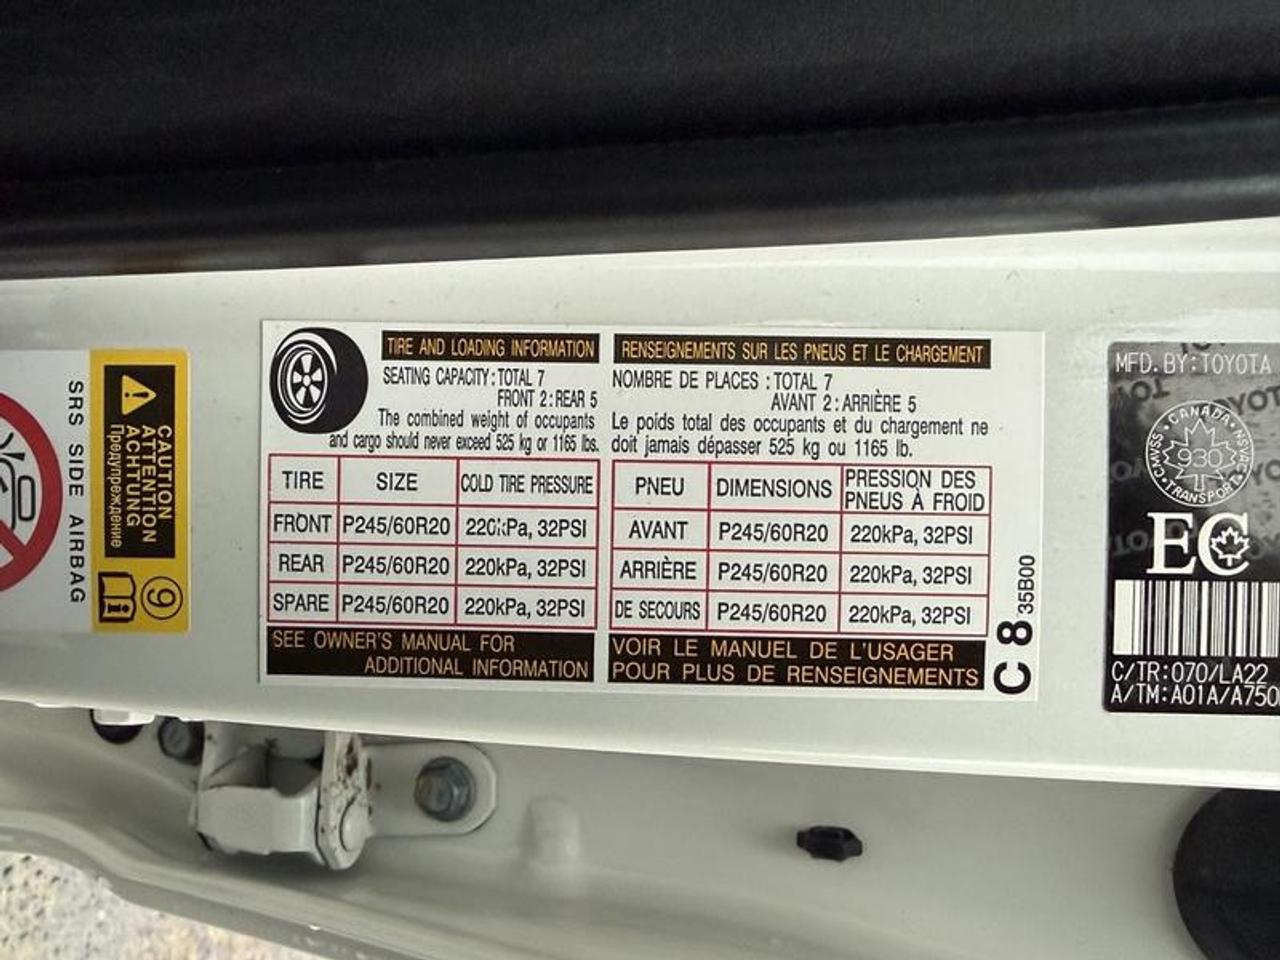 TIRE AND LOADING INFORMATION
SEATING CAPACITY : TOTAL 7
FRONT 2 : REAR 5
The combined weight of occupants
and cargo should never exceed 525 kg or 1165 lbs.
TIRE SIZE COLD TIRE PRESSURE
FRONT P245/60R20 220kPa, 32PSI
REAR P245/60R20 220kPa, 32PSI
SPARE P245/60R20 220kPa, 32PSI
SEE OWNER'S MANUAL FOR
ADDITIONAL INFORMATION
RENSEIGNEMENTS SUR LES PNEUS ET LE CHARGEMENT
NOMBRE DE PLACES : TOTAL 7
AVANT 2 : ARRIÈRE 5
Le poids total des occupants et du chargement ne
doit jamais dépasser 525 kg ou 1165 lb.
PNEU DIMENSIONS PRESSION DES
PNEUS À FROID
AVANT P245/60R20 220kPa, 32PSI
ARRIÈRE P245/60R20 220kPa, 32PSI
DE SECOURS P245/60R20 220kPa, 32PSI
VOIR LE MANUEL DE L'USAGER
POUR PLUS DE RENSEIGNEMENTS
C 8 35B00
SRS SIDE AIRBAG
CAUTION
ATTENTION
ACHTUNG
Предупреждение
9
MFD.BY:TOYOTA
CANADA
CMVSS NSVAC
930
TRANSPORT
EC
C/TR:070/LA22
A/TM:A01A/A750